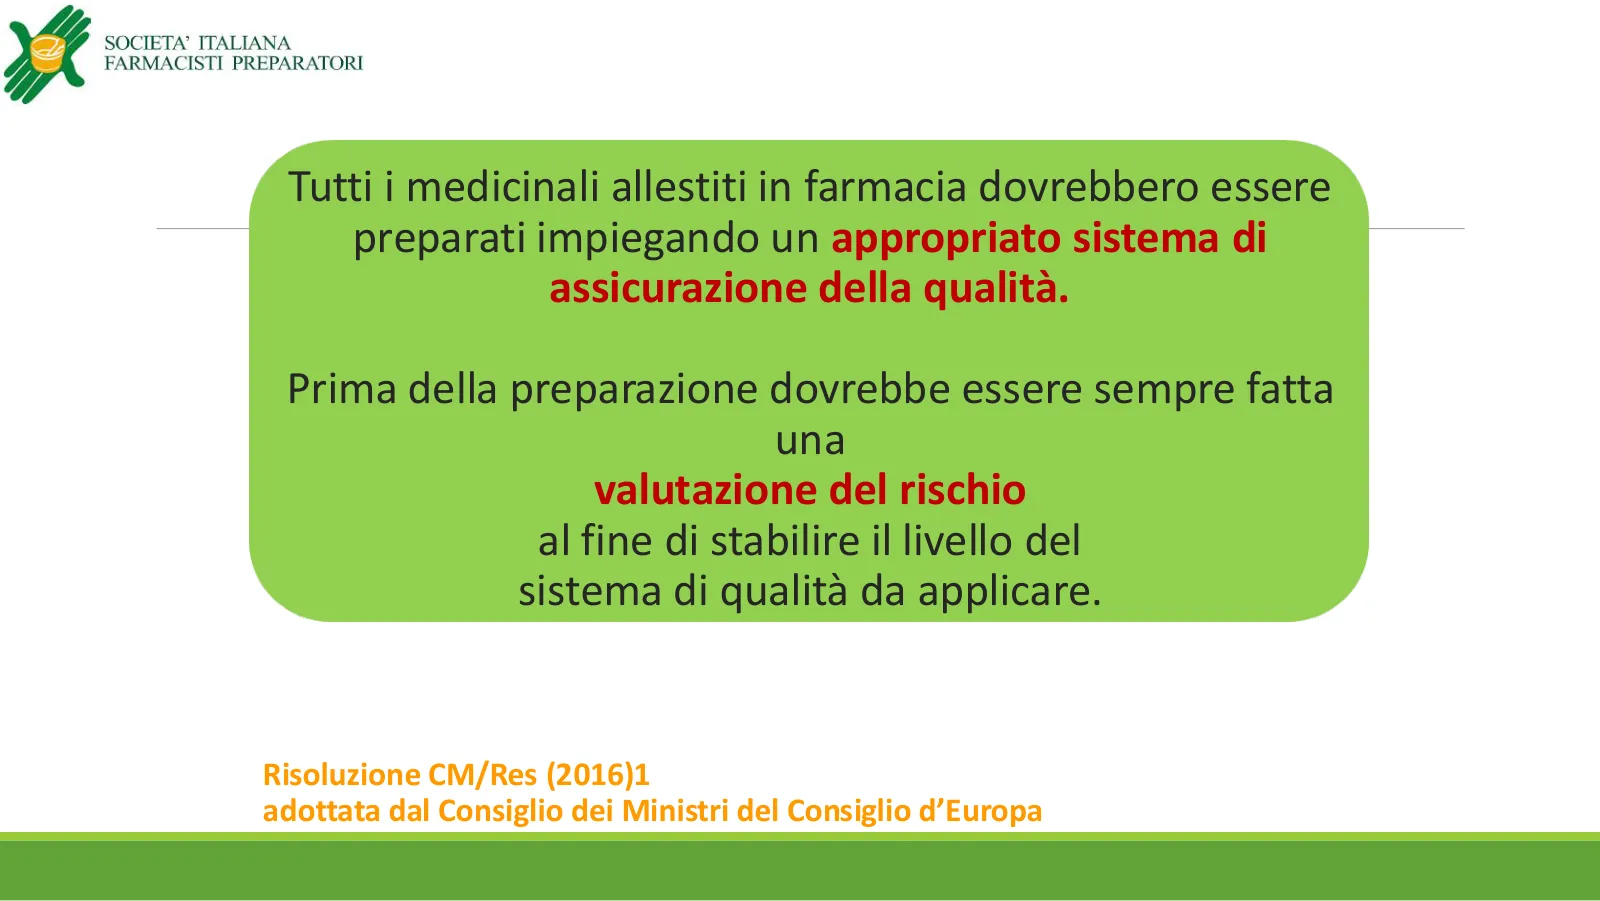 SOCIETA’ ITALIANA
FARMACISTI PREPARATORI
Tutti i medicinali allestiti in farmacia dovrebbero essere
preparati impiegando un appropriato sistema di
assicurazione della qualità.
Prima della preparazione dovrebbe essere sempre fatta
una
valutazione del rischio
al fine di stabilire il livello del
sistema di qualità da applicare.
Risoluzione CM/Res (2016)1
adottata dal Consiglio dei Ministri del Consiglio d’Europa